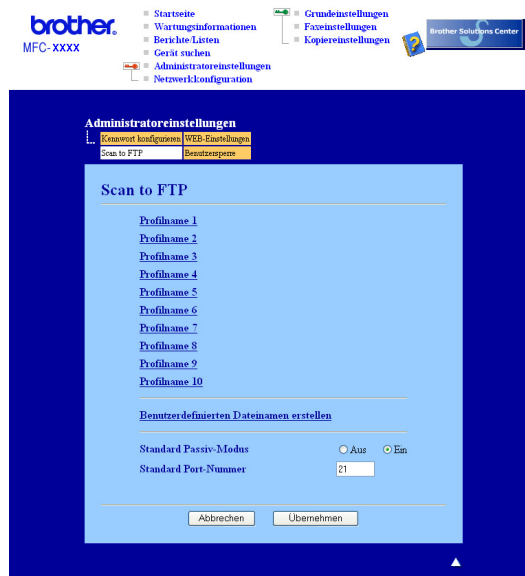 brother.
MFC-XXXX
Startseite
Wartungsinformationen
Berichte/Listen
Gerät suchen
Administratoreinstellungen
Netzwerkkonfiguration
Grundeinstellungen
Faxeinstellungen
Kopiereinstellungen
Brother Solutions Center
Administratoreinstellungen
Kennwort konfigurieren WEB-Einstellungen
Scan to FTP Benutzersperre
Scan to FTP
Profilname 1
Profilname 2
Profilname 3
Profilname 4
Profilname 5
Profilname 6
Profilname 7
Profilname 8
Profilname 9
Profilname 10
Benutzerdefinierten Dateinamen erstellen
Standard Passiv-Modus Aus Ein
Standard Port-Nummer 21
Abbrechen Übernehmen